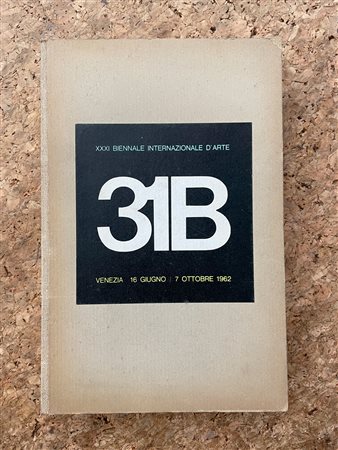 XXXI BIENNALE INTERNAZIONALE D'ARTE
31B
VENEZIA 16 GIUGNO / 7 OTTOBRE 1962